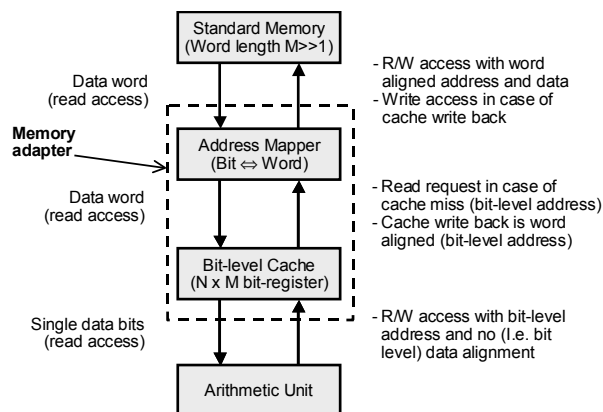 Standard Memory
(Word length M>>1)
Data word
(read access)
- R/W access with word
aligned address and data
- Write access in case of
cache write back
Memory
adapter
Address Mapper
(Bit ⇔ Word)
Data word
(read access)
- Read request in case of
cache miss (bit-level address)
- Cache write back is word
aligned (bit-level address)
Bit-level Cache
(N x M bit-register)
Single data bits
(read access)
- R/W access with bit-level
address and no (I.e. bit
level) data alignment
Arithmetic Unit